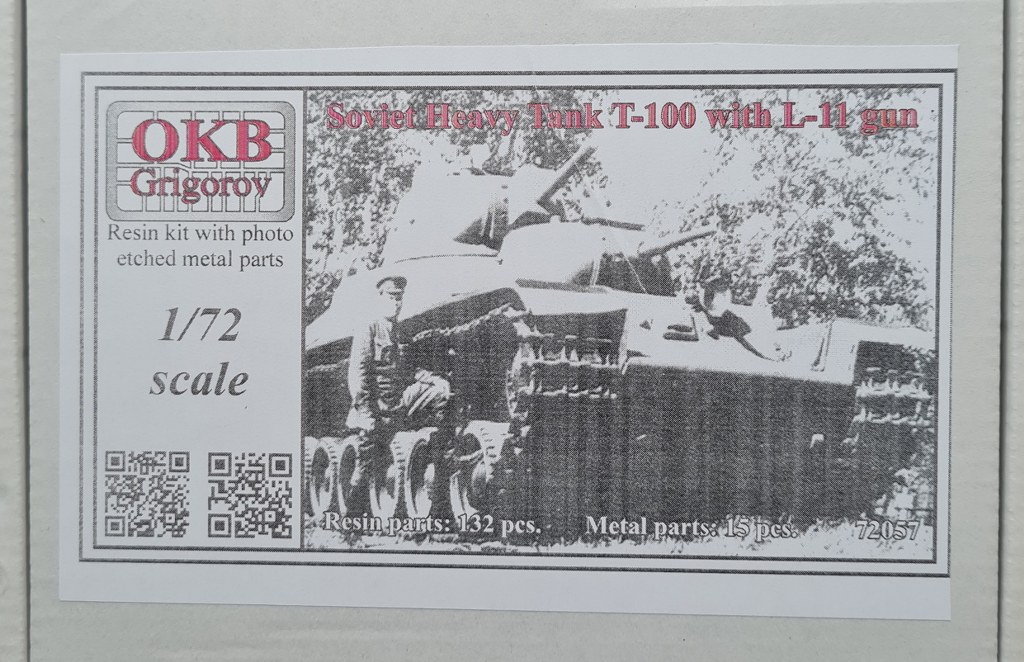 Soviet Heavy Tank T-100 with L-11 gun
OKB
Grigorov
Resin kit with photo
etched metal parts
1/72
scale
Resin parts: 132 pcs. Metal parts: 15 pcs. 72057